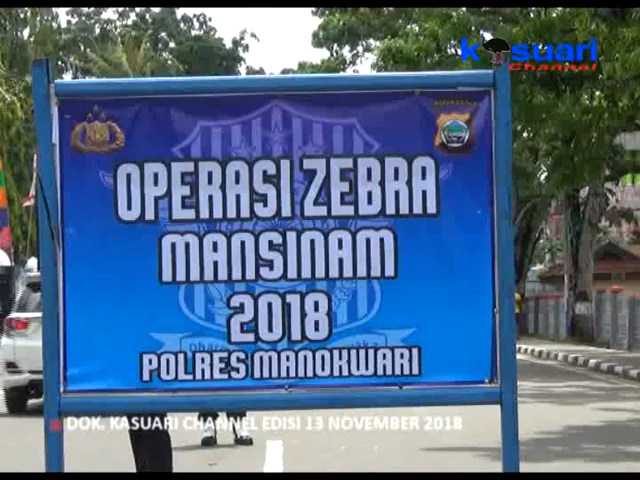 kasuari
Channel
OPERASI ZEBRA
MANSINAM
2018
POLRES MANOKWARI
DOK. KASUARI CHANNEL EDISI 13 NOVEMBER 2018